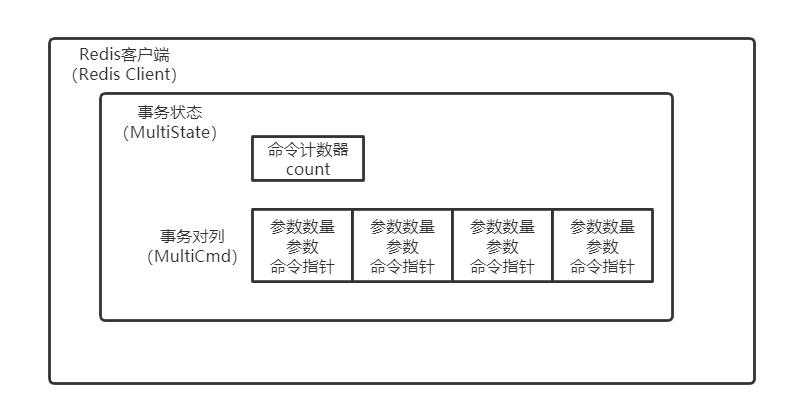 Redis客户端
(Redis Client)
事务状态
(MultiState)
命令计数器
count
事务对列
(MultiCmd)
参数数量
参数
命令指针
参数数量
参数
命令指针
参数数量
参数
命令指针
参数数量
参数
命令指针